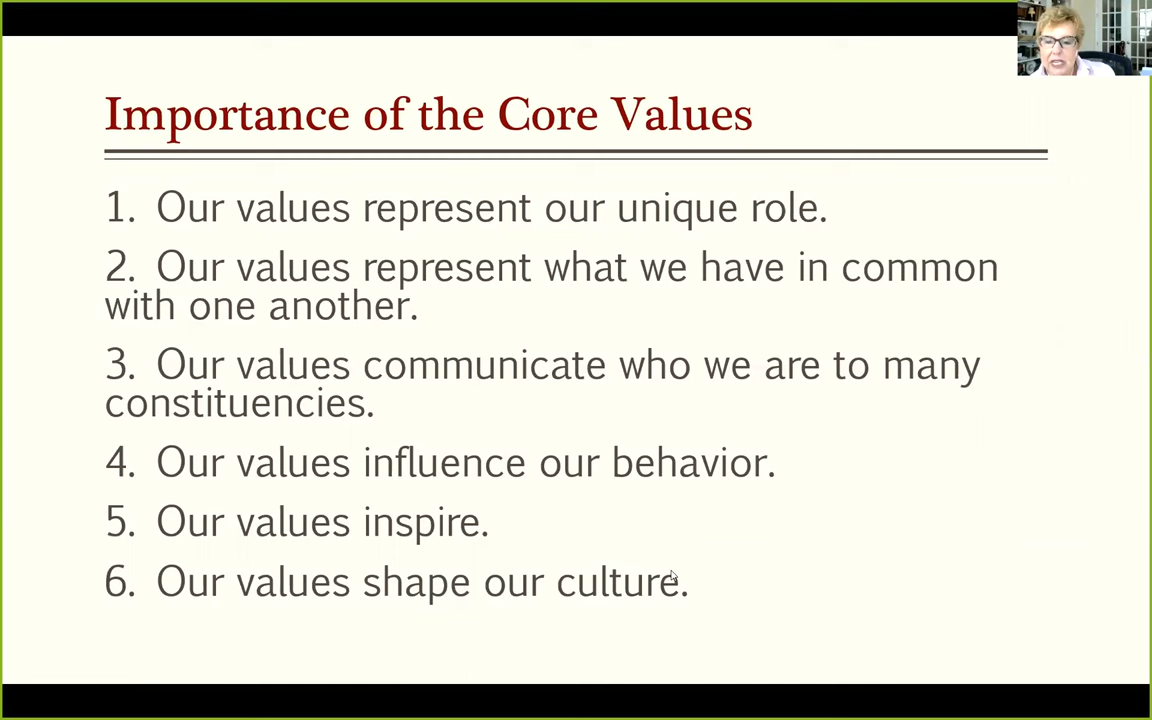 Importance of the Core Values
1. Our values represent our unique role.
2. Our values represent what we have in common
with one another.
3. Our values communicate who we are to many
constituencies.
4. Our values influence our behavior.
5. Our values inspire.
6. Our values shape our culture.